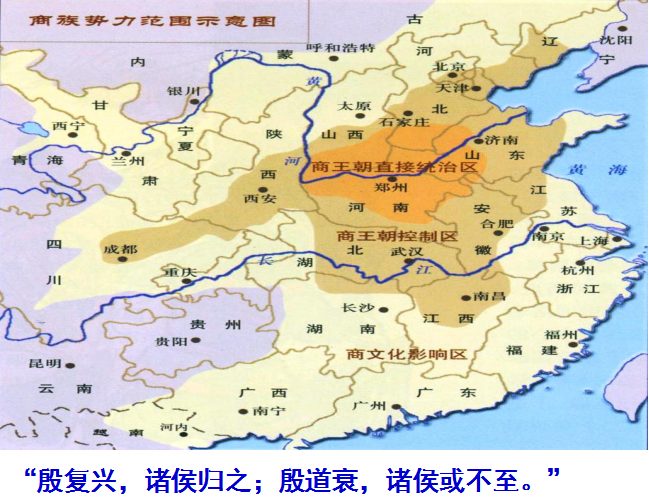 商族势力范围示意图
内
蒙
古
呼和浩特
河
北
北京
天津
辽
宁
沈阳
甘
肃
银川
宁
夏
西宁
青 海
兰州
陕
西
西安
太原
山 西
石家庄
济南
山 东
黄
河
黄 海
商王朝直接统治区
郑州
河 南
商王朝控制区
安
徽
合肥
江
苏
南京
上海
四
川
成都
重庆
长
江
湖
北
武汉
杭州
浙江
长沙
湖 南
南昌
江 西
贵 州
贵阳
商文化影响区
福州
福 建
昆明
云 南
广 西
南宁
广 东
广州
越 南
河内
“殷复兴，诸侯归之；殷道衰，诸侯或不至。”